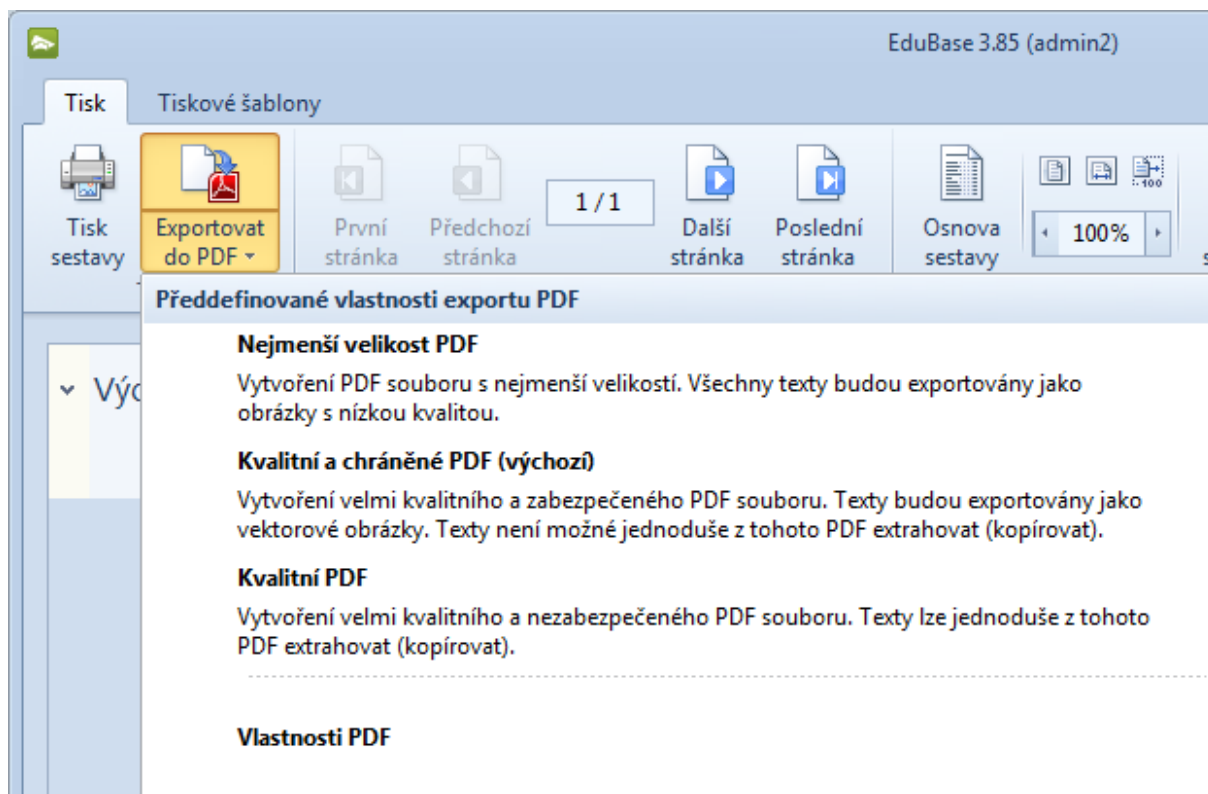 EduBase 3.85 (admin2)
Tisk
Tiskové šablony
Tisk
sestavy
Exportovat
do PDF
První
stránka
Předchozí
stránka
1 / 1
Další
stránka
Poslední
stránka
Osnova
sestavy
100
100%
Předdefinované vlastnosti exportu PDF
Nejmenší velikost PDF
Vytvoření PDF souboru s nejmenší velikostí. Všechny texty budou exportovány jako
obrázky s nízkou kvalitou.
Kvalitní a chráněné PDF (výchozí)
Vytvoření velmi kvalitního a zabezpečeného PDF souboru. Texty budou exportovány jako
vektorové obrázky. Texty není možné jednoduše z tohoto PDF extrahovat (kopírovat).
Kvalitní PDF
Vytvoření velmi kvalitního a nezabezpečeného PDF souboru. Texty lze jednoduše z tohoto
PDF extrahovat (kopírovat).
Vlastnosti PDF